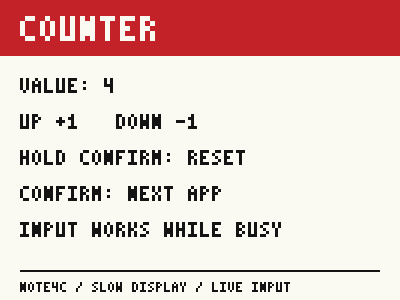 COUNTER
VALUE: 4
UP +1 DOWN -1
HOLD CONFIRM: RESET
CONFIRM: NEXT APP
INPUT WORKS WHILE BUSY
NOTE4C / SLOW DISPLAY / LIVE INPUT